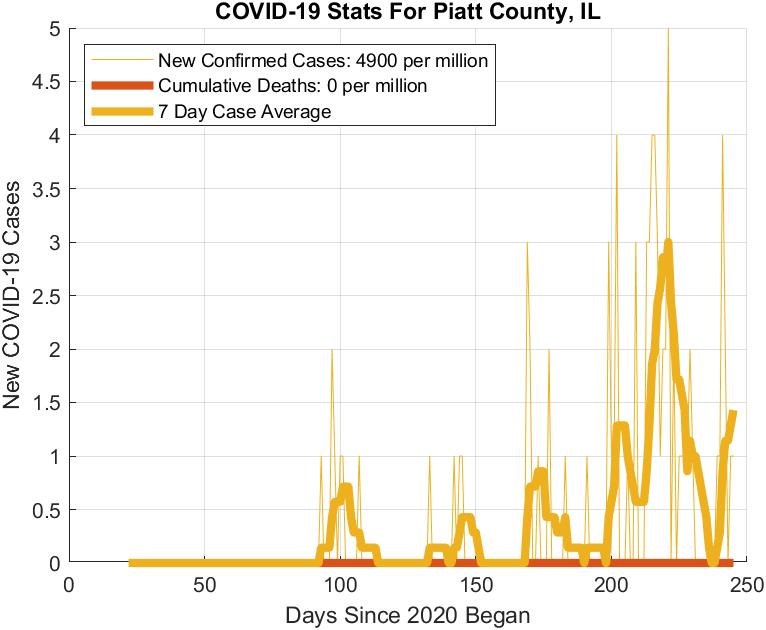 COVID-19 Stats For Piatt County, IL
New Confirmed Cases: 4900 per million
Cumulative Deaths: 0 per million
7 Day Case Average
New COVID-19 Cases
5
4.5
4
3.5
3
2.5
2
1.5
1
0.5
0
0 50 100 150 200 250
Days Since 2020 Began